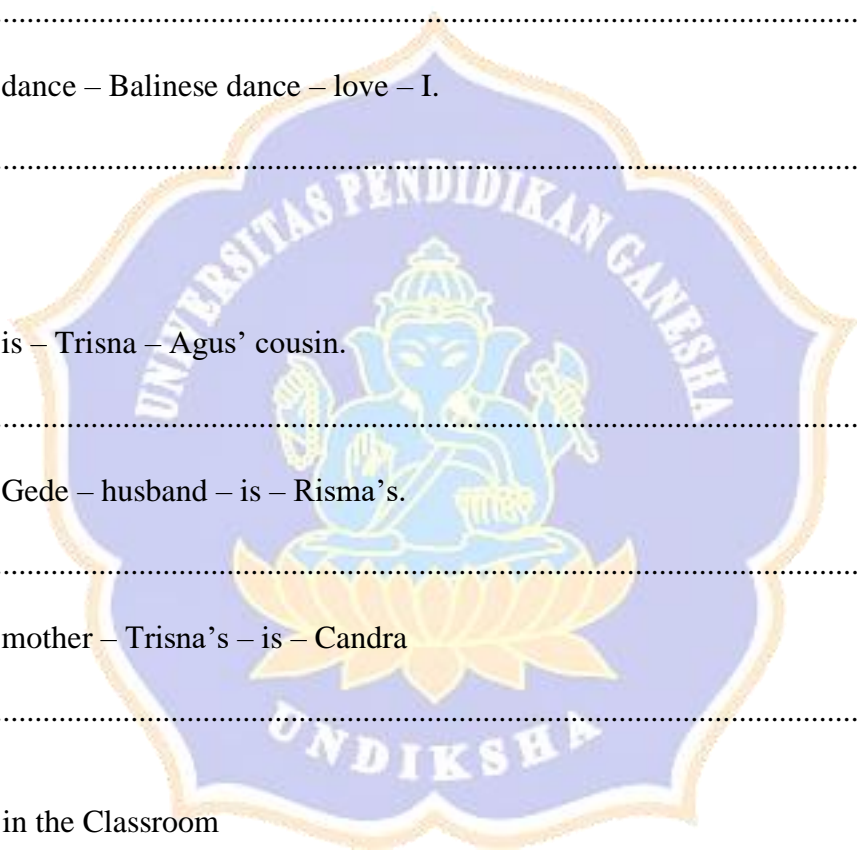 ................................................................................................
dance – Balinese dance – love – I.
................................................................................................
UNIVERSITAS PENDIDIKAN GANESHA
is – Trisna – Agus’ cousin.
................................................................................................
Gede – husband – is – Risma’s.
................................................................................................
mother – Trisna’s – is – Candra
................................................................................................
UNDIKSHA
in the Classroom